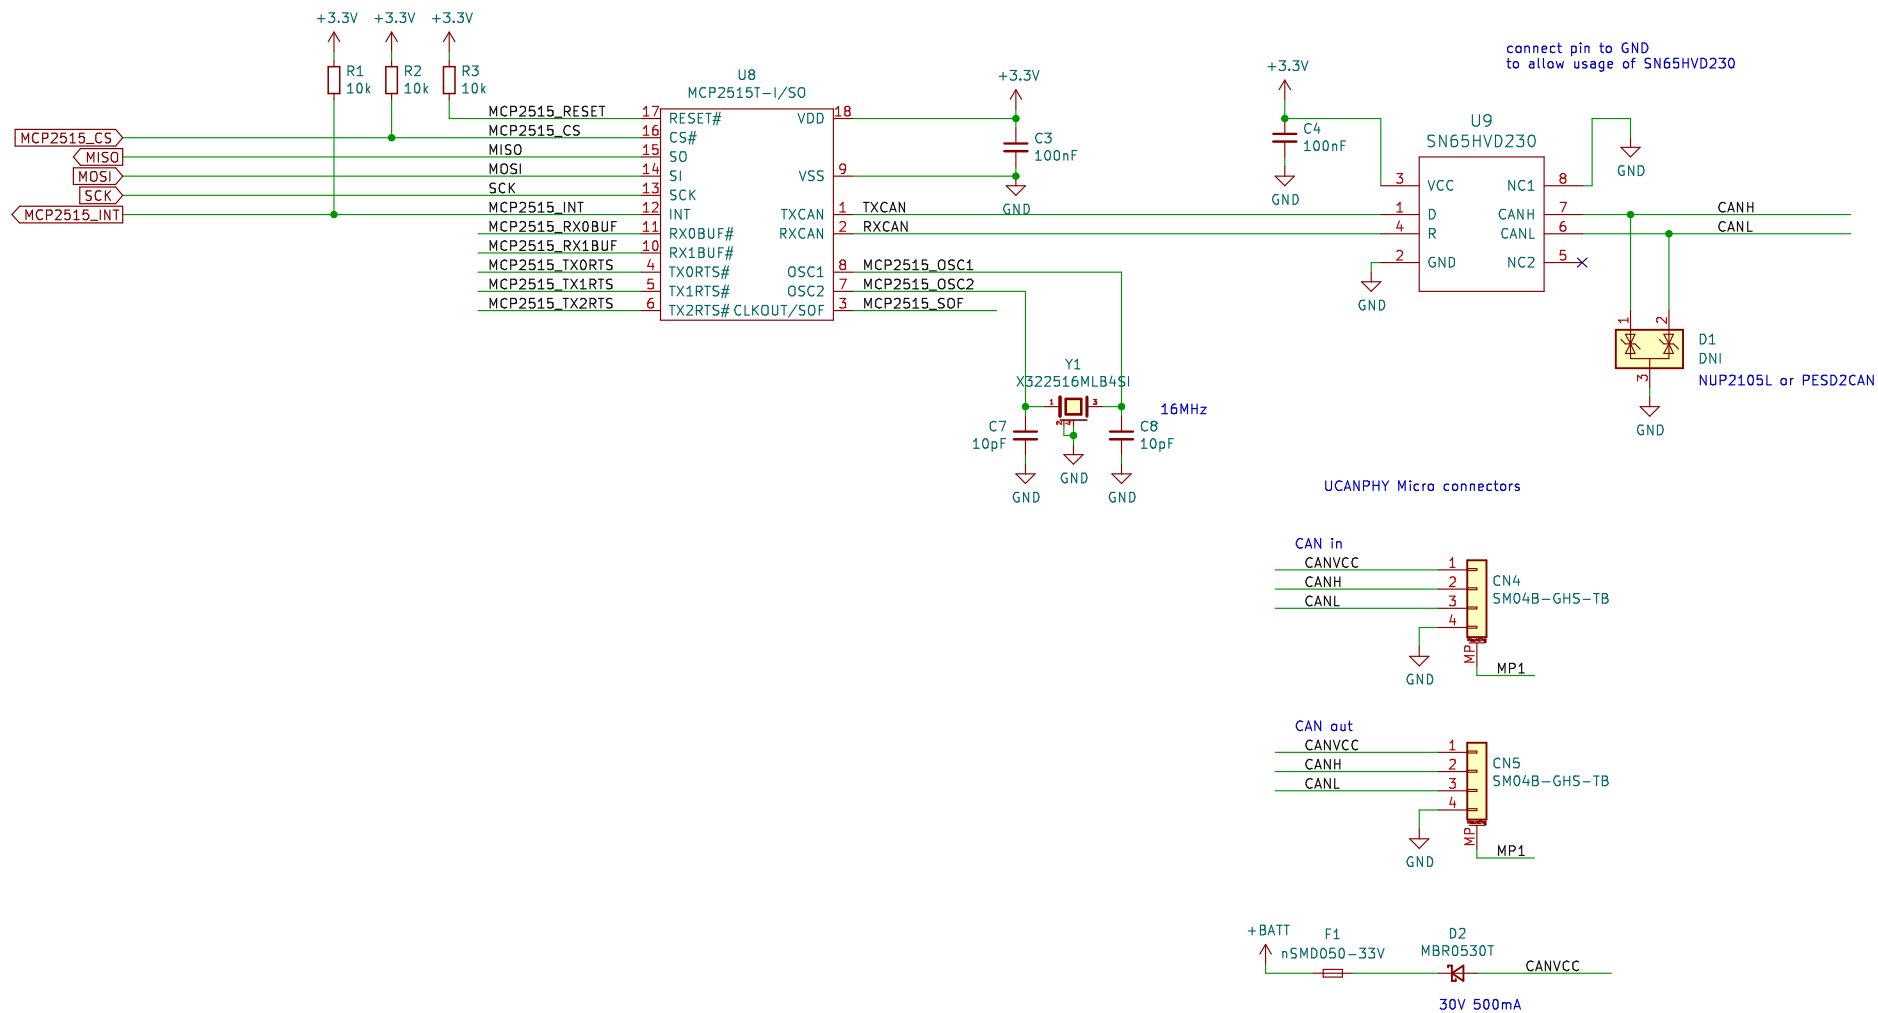 +3.3V +3.3V +3.3V
R1
10k
R2
10k
R3
10k
MCP2515_CS
MISO
MOSI
SCK
MCP2515_INT
MCP2515_RESET
MCP2515_CS
MISO
MOSI
SCK
MCP2515_INT
MCP2515_RX0BUF
MCP2515_RX1BUF
MCP2515_TX0RTS
MCP2515_TX1RTS
MCP2515_TX2RTS
U8
MCP2515T-I/SO
17 RESET# VDD 18
16 CS#
15 SO
14 SI VSS 9
13 SCK
12 INT TXCAN 1
11 RX0BUF# RXCAN 2
10 RX1BUF#
4 TX0RTS# OSC1 8
5 TX1RTS# OSC2 7
6 TX2RTS# CLKOUT/SOF 3
+3.3V
C3
100nF
GND
TXCAN
RXCAN
MCP2515_OSC1
MCP2515_OSC2
MCP2515_SOF
Y1
X322516MLB4SI
1 3
2 4
16MHz
C7
10pF
C8
10pF
GND GND GND
+3.3V
C4
100nF
GND
connect pin to GND
to allow usage of SN65HVD230
U9
SN65HVD230
3 VCC NC1 8
1 D CANH 7
4 R CANL 6
2 GND NC2 5
GND
GND
CANH
CANL
1 2
3
D1
DNI
NUP2105L or PESD2CAN
GND
UCANPHY Micro connectors
CAN in
CANVCC 1
CANH 2
CANL 3
4
CN4
SM04B-GHS-TB
MP
MP1
GND
CAN out
CANVCC 1
CANH 2
CANL 3
4
CN5
SM04B-GHS-TB
MP
MP1
GND
+BATT
F1
nSMD050-33V
D2
MBR0530T
CANVCC
30V 500mA